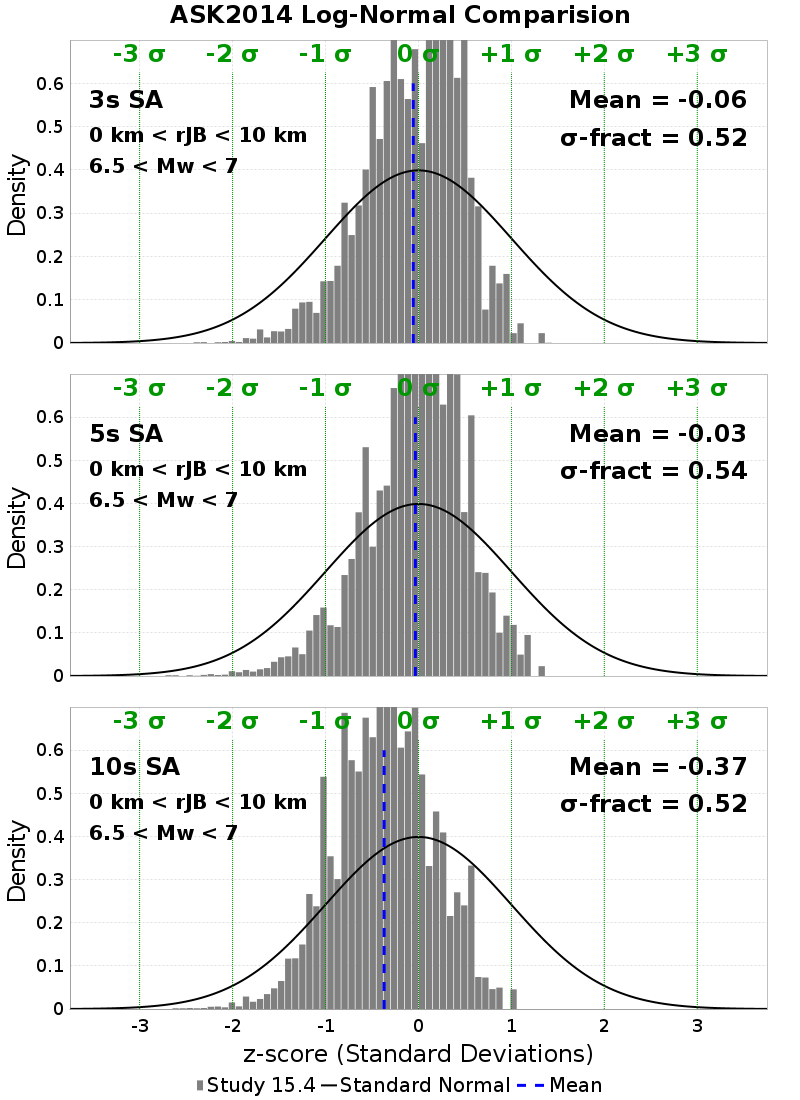 ASK2014 Log-Normal Comparision
-3 σ -2 σ -1 σ 0 σ +1 σ +2 σ +3 σ
3s SA
0 km < rJB < 10 km
6.5 < Mw < 7
Mean = -0.06
σ-fract = 0.52
0.6
0.5
0.4
0.3
0.2
0.1
0
Density
-3 σ -2 σ -1 σ 0 σ +1 σ +2 σ +3 σ
5s SA
0 km < rJB < 10 km
6.5 < Mw < 7
Mean = -0.03
σ-fract = 0.54
0.6
0.5
0.4
0.3
0.2
0.1
0
Density
-3 σ -2 σ -1 σ 0 σ +1 σ +2 σ +3 σ
10s SA
0 km < rJB < 10 km
6.5 < Mw < 7
Mean = -0.37
σ-fract = 0.52
0.6
0.5
0.4
0.3
0.2
0.1
0
Density
-3 -2 -1 0 1 2 3
z-score (Standard Deviations)
Study 15.4 Standard Normal Mean